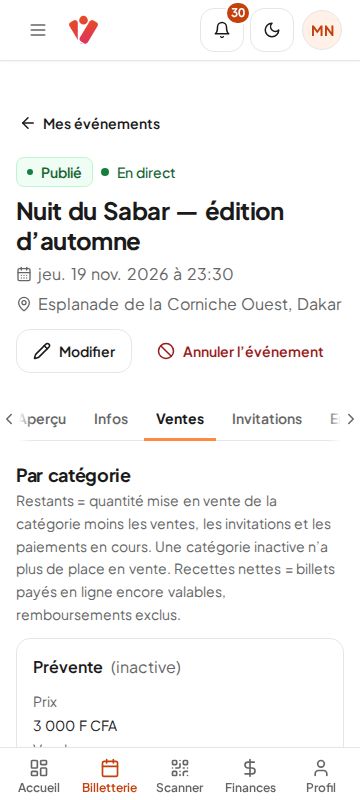 30
MN
Mes événements
Publié
En direct
Nuit du Sabar — édition
d’automne
jeu. 19 nov. 2026 à 23:30
Esplanade de la Corniche Ouest, Dakar
Modifier
Annuler l’événement
Aperçu Infos Ventes Invitations
Par catégorie
Restants = quantité mise en vente de la
catégorie moins les ventes, les invitations et les
paiements en cours. Une catégorie inactive n’a
plus de place en vente. Recettes nettes = billets
payés en ligne encore valables,
remboursements exclus.
Prévente (inactive)
Prix
3 000 F CFA
Accueil Billetterie Scanner Finances Profil